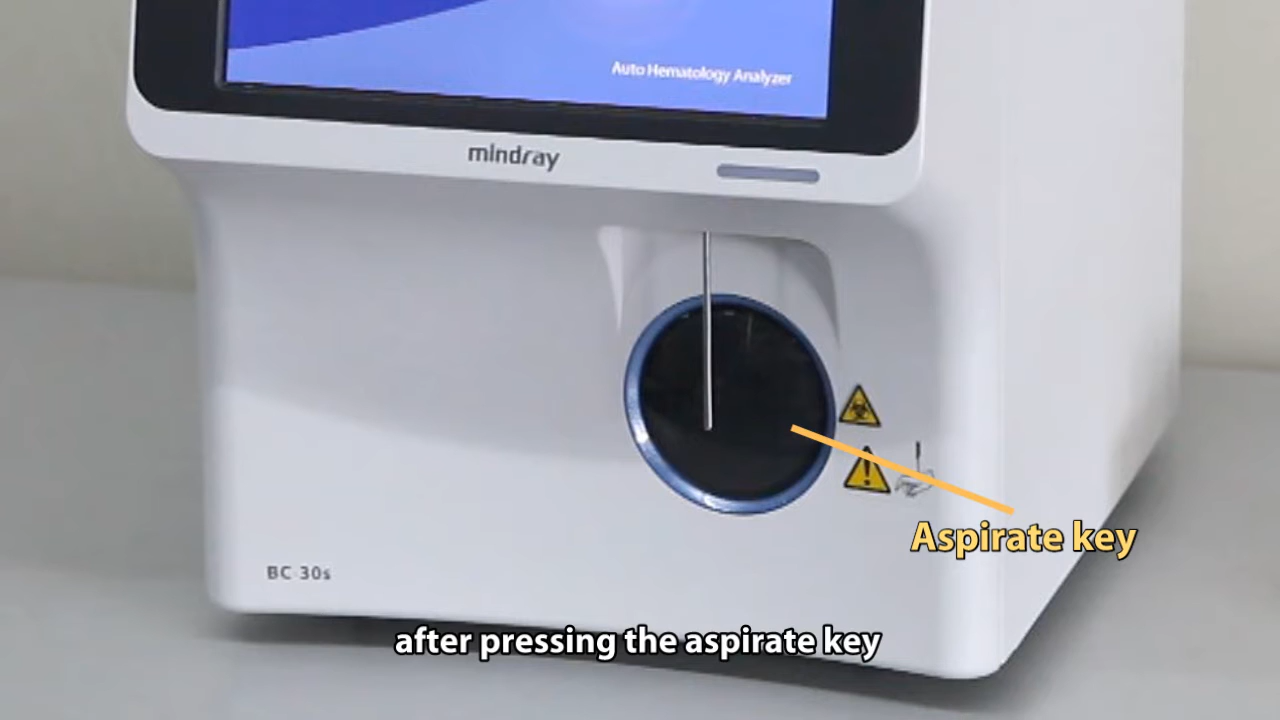 Auto Hematology Analyzer
mindray
Aspirate key
BC-30s
after pressing the aspirate key